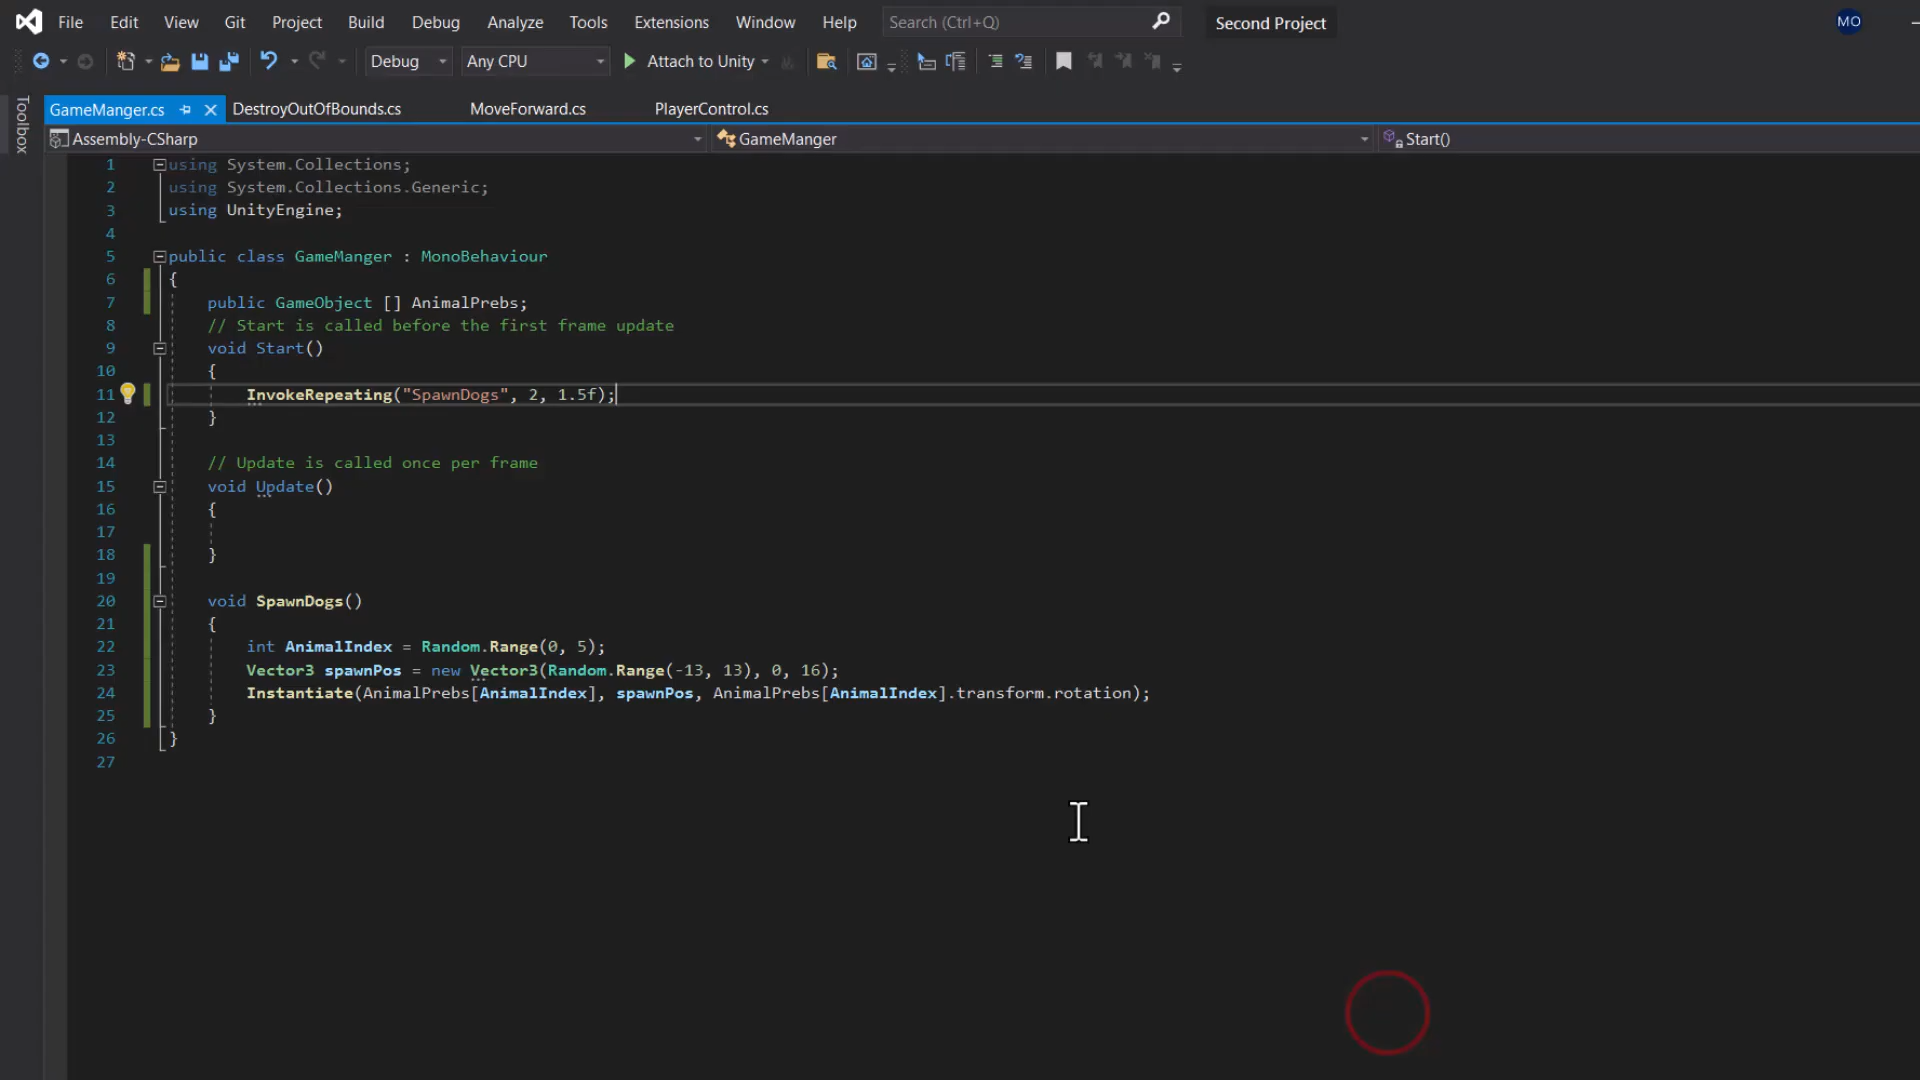 File Edit View Git Project Build Debug Test Analyze Tools Extensions Window Help Search (Ctrl+Q) Second Project MO
Debug Any CPU Attach to Unity
Toolbox
GameManger.cs DestroyOutOfBounds.cs MoveForward.cs PlayerControl.cs
Assembly-CSharp GameManger Start()
1 using System.Collections;
2 using System.Collections.Generic;
3 using UnityEngine;
4
5 public class GameManger : MonoBehaviour
6 {
7 public GameObject [] AnimalPrebs;
8 // Start is called before the first frame update
9 void Start()
10 {
11 InvokeRepeating("SpawnDogs", 2, 1.5f);
12 }
13
14 // Update is called once per frame
15 void Update()
16 {
17
18 }
19
20 void SpawnDogs()
21 {
22 int AnimalIndex = Random.Range(0, 5);
23 Vector3 spawnPos = new Vector3(Random.Range(-13, 13), 0, 16);
24 Instantiate(AnimalPrebs[AnimalIndex], spawnPos, AnimalPrebs[AnimalIndex].transform.rotation);
25 }
26 }
27